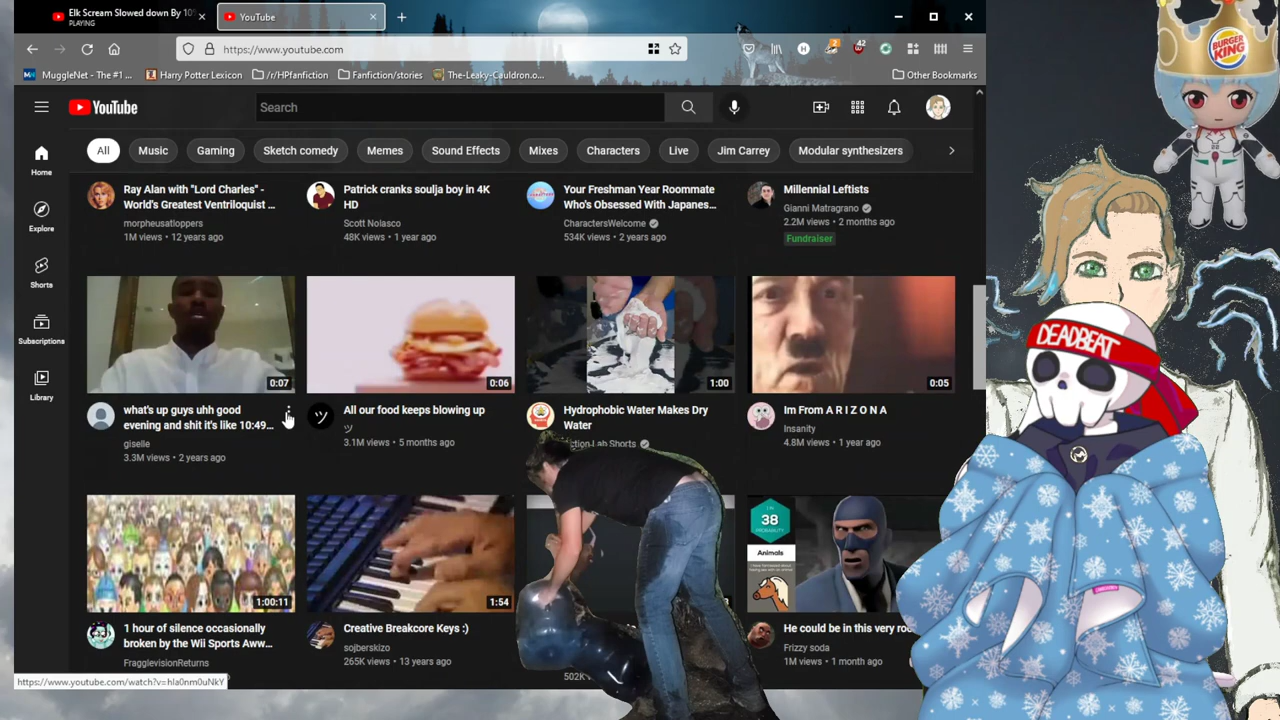 Elk Scream Slowed down By 10
PLAYING
YouTube
https://www.youtube.com
2
42
MuggleNet - The #1 ...
Harry Potter Lexicon
/r/HPfanfiction
Fanfiction/stories
The-Leaky-Cauldron.o...
Other Bookmarks
YouTube
Search
All
Music
Gaming
Sketch comedy
Memes
Sound Effects
Mixes
Characters
Live
Jim Carrey
Modular synthesizers
Home
Explore
Shorts
Subscriptions
Library
Ray Alan with "Lord Charles" -
World's Greatest Ventriloquist ...
morpheusatloppers
1M views • 12 years ago
Patrick cranks soulja boy in 4K
HD
Scott Nolasco
48K views • 1 year ago
Your Freshman Year Roommate
Who's Obsessed With Japanes...
CharactersWelcome
534K views • 2 years ago
Millennial Leftists
Gianni Matragrano
2.2M views • 2 months ago
Fundraiser
0:07
what's up guys uhh good
evening and shit it's like 10:49...
giselle
3.3M views • 2 years ago
0:06
All our food keeps blowing up
ツ
ツ
3.1M views • 5 months ago
1:00
Hydrophobic Water Makes Dry
Water
ction Lab Shorts
0:05
Im From A R I Z O N A
Insanity
4.8M views • 1 year ago
1:00:11
1 hour of silence occasionally
broken by the Wii Sports Aww...
FragglevisionReturns
1:54
Creative Breakcore Keys :)
sojberskizo
265K views • 13 years ago
502K
38
PROBABILITY
Animals
He could be in this very ro
Frizzy soda
1M views • 1 month ago
https://www.youtube.com/watch?v=hla0nm0uNkY
BURGER
KING
DEADBEAT